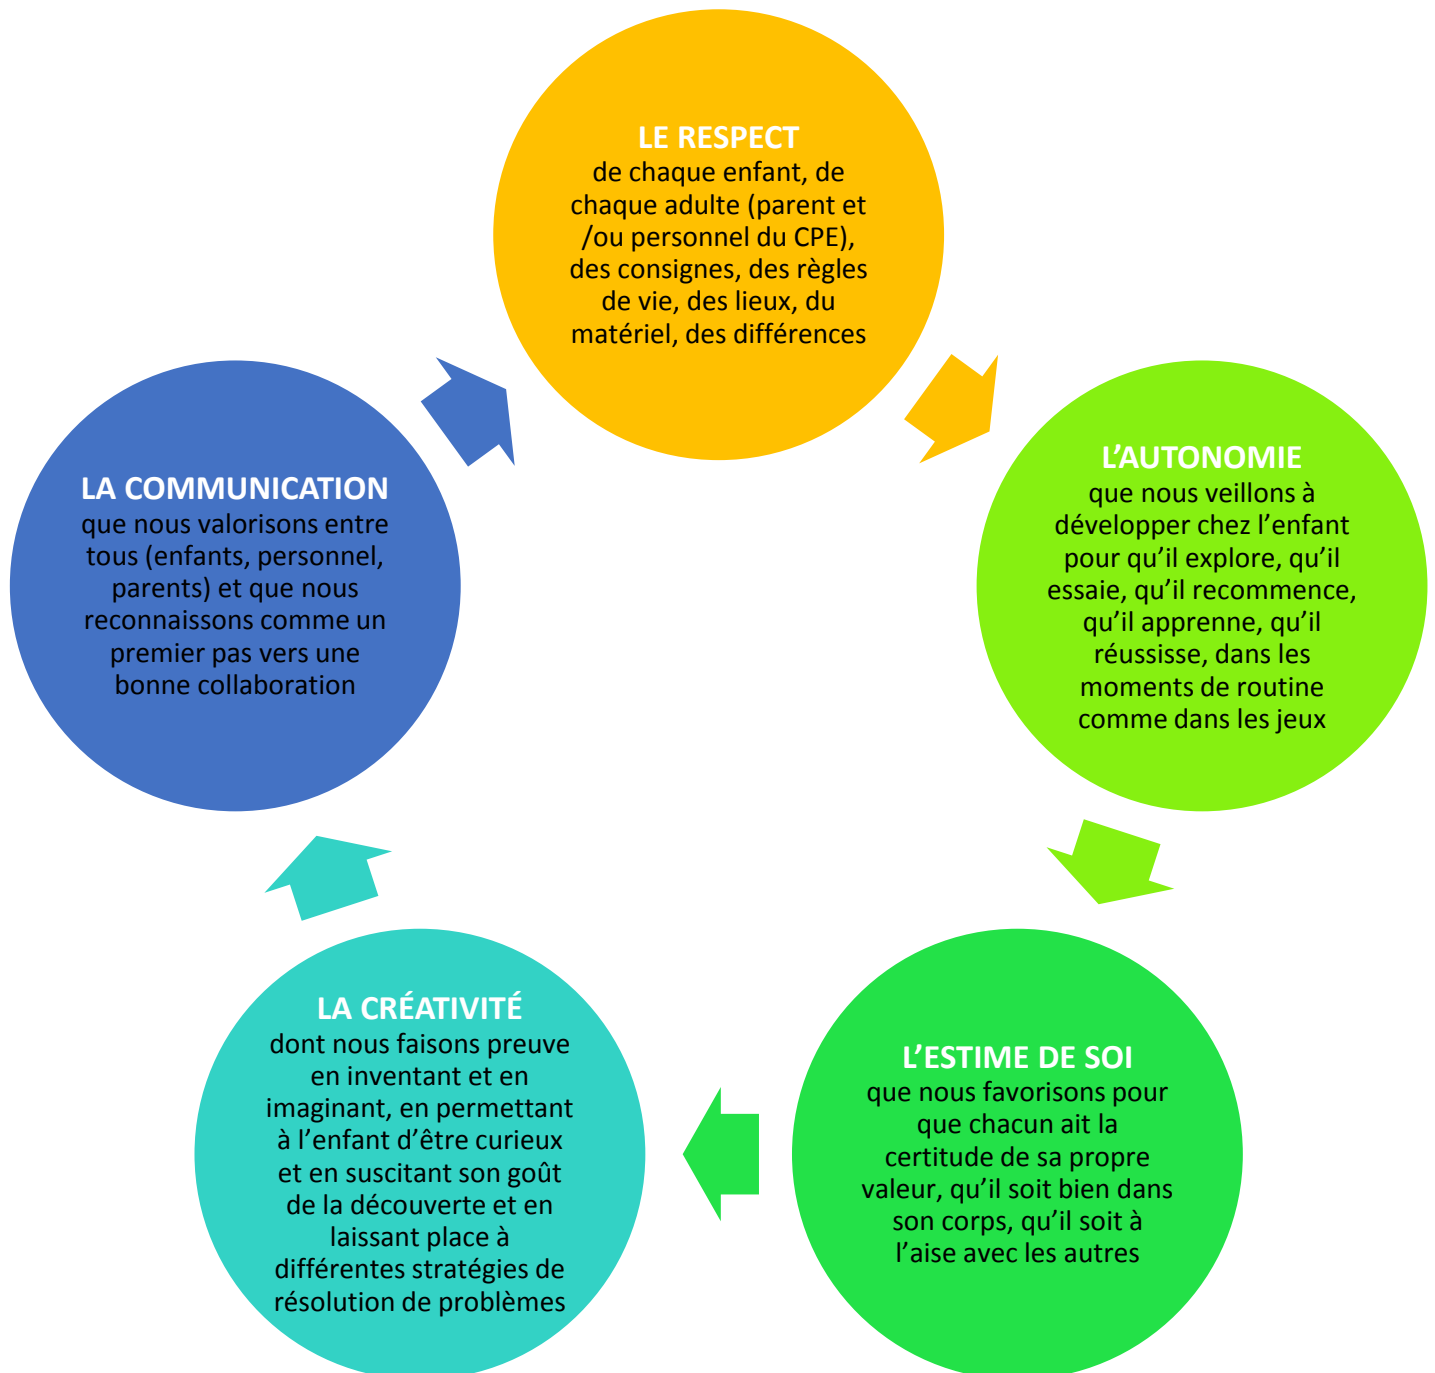 LE RESPECT
de chaque enfant, de
chaque adulte (parent et
/ou personnel du CPE),
des consignes, des règles
de vie, des lieux, du
matériel, des différences
L’AUTONOMIE
que nous veillons à
développer chez l’enfant
pour qu’il explore, qu’il
essaie, qu’il recommence,
qu’il apprenne, qu’il
réussisse, dans les
moments de routine
comme dans les jeux
L’ESTIME DE SOI
que nous favorisons pour
que chacun ait la
certitude de sa propre
valeur, qu’il soit bien dans
son corps, qu’il soit à
l’aise avec les autres
LA CRÉATIVITÉ
dont nous faisons preuve
en inventant et en
imaginant, en permettant
à l’enfant d’être curieux
et en suscitant son goût
de la découverte et en
laissant place à
différentes stratégies de
résolution de problèmes
LA COMMUNICATION
que nous valorisons entre
tous (enfants, personnel,
parents) et que nous
reconnaissons comme un
premier pas vers une
bonne collaboration